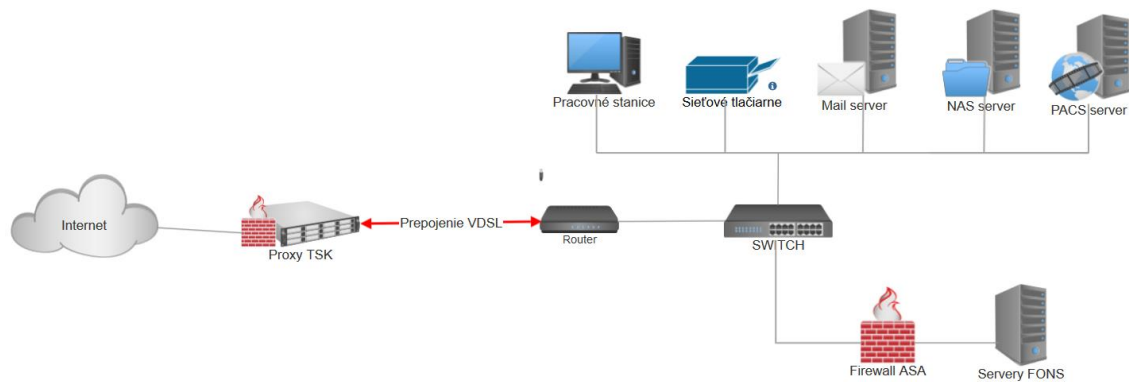 Pracovné stanice
Sieťové tlačiarne
Mail server
NAS server
PACS server
Internet
Proxy TSK
Prepojenie VDSL
Router
SWITCH
Firewall ASA
Servery FONS